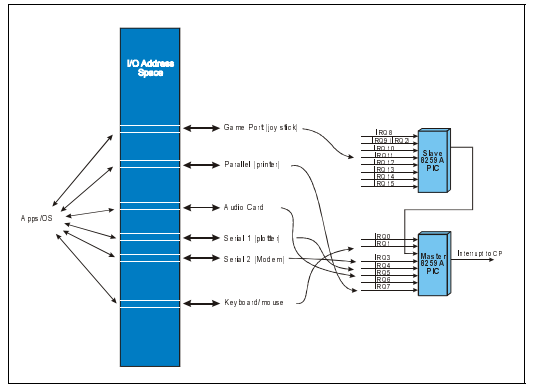 I/O Address
Space
Game Port (joystick)
Parallel (printer)
Audio Card
Apps/OS
Serial 1 (plotter)
Serial 2 (Modem)
Keyboard/mouse
IRQ8
IRQ9 (IRQ2)
IRQ10
IRQ11
IRQ12
IRQ13
IRQ14
IRQ15
Slave
8259A
PIC
IRQ0
IRQ1
IRQ3
IRQ4
IRQ5
IRQ6
IRQ7
Master
8259A
PIC
Interrupt to CP